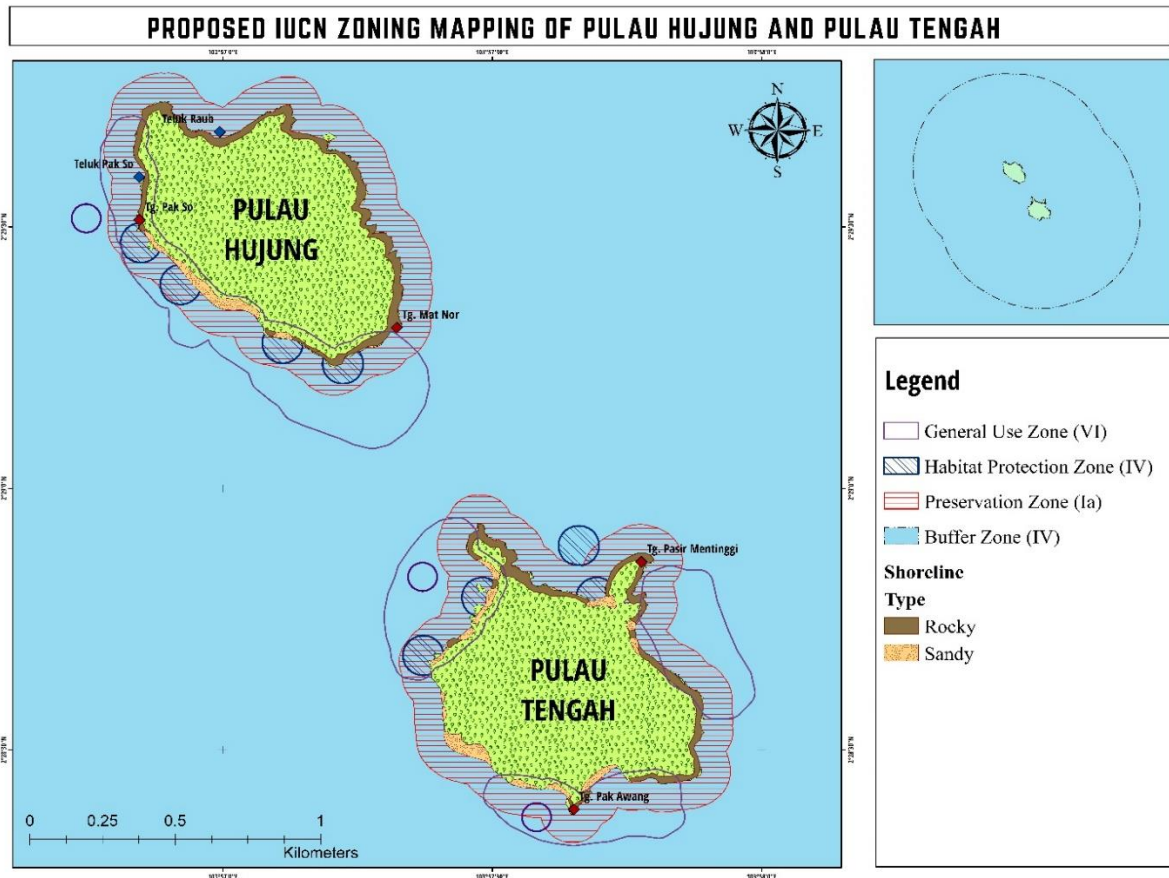 PROPOSED IUCN ZONING MAPPING OF PULAU HUJUNG AND PULAU TENGAH
N
W
E
S
Teluk Raub
Teluk Pak So
Tg. Pak So
PULAU
HUJUNG
Tg. Mat Nor
Tg. Pasir Mentinggi
PULAU
TENGAH
Tg. Pak Awang
0 0.25 0.5 1
Kilometers
Legend
General Use Zone (VI)
Habitat Protection Zone (IV)
Preservation Zone (Ia)
Buffer Zone (IV)
Shoreline
Type
Rocky
Sandy